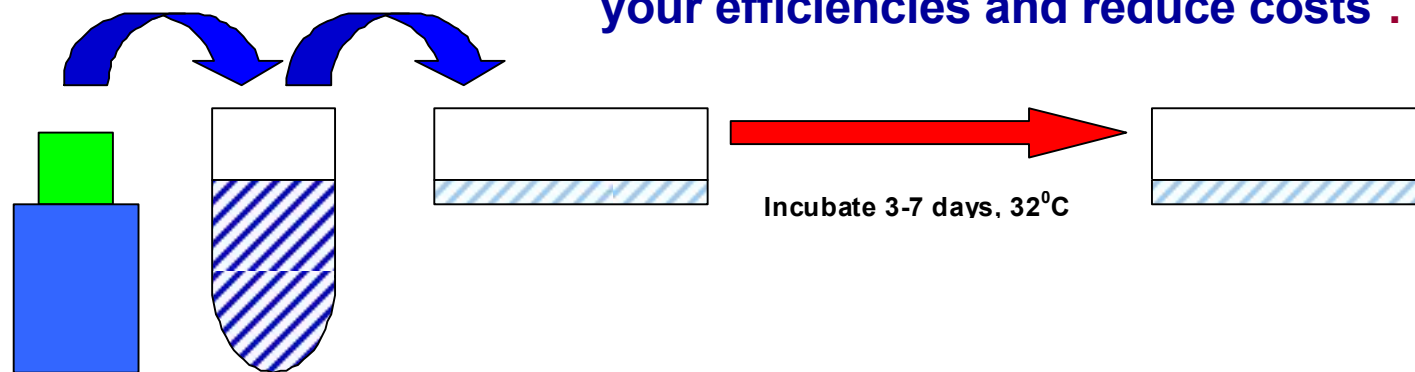 your efficiencies and reduce costs .
Incubate 3-7 days, 32⁰C